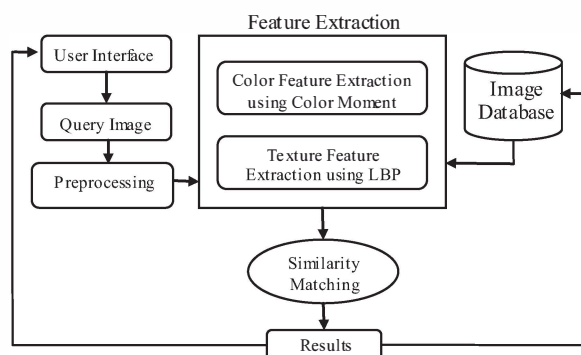 Feature Extraction
User Interface
Query Image
Preprocessing
Color Feature Extraction
using Color Moment
Texture Feature
Extraction using LBP
Image
Database
Similarity
Matching
Results